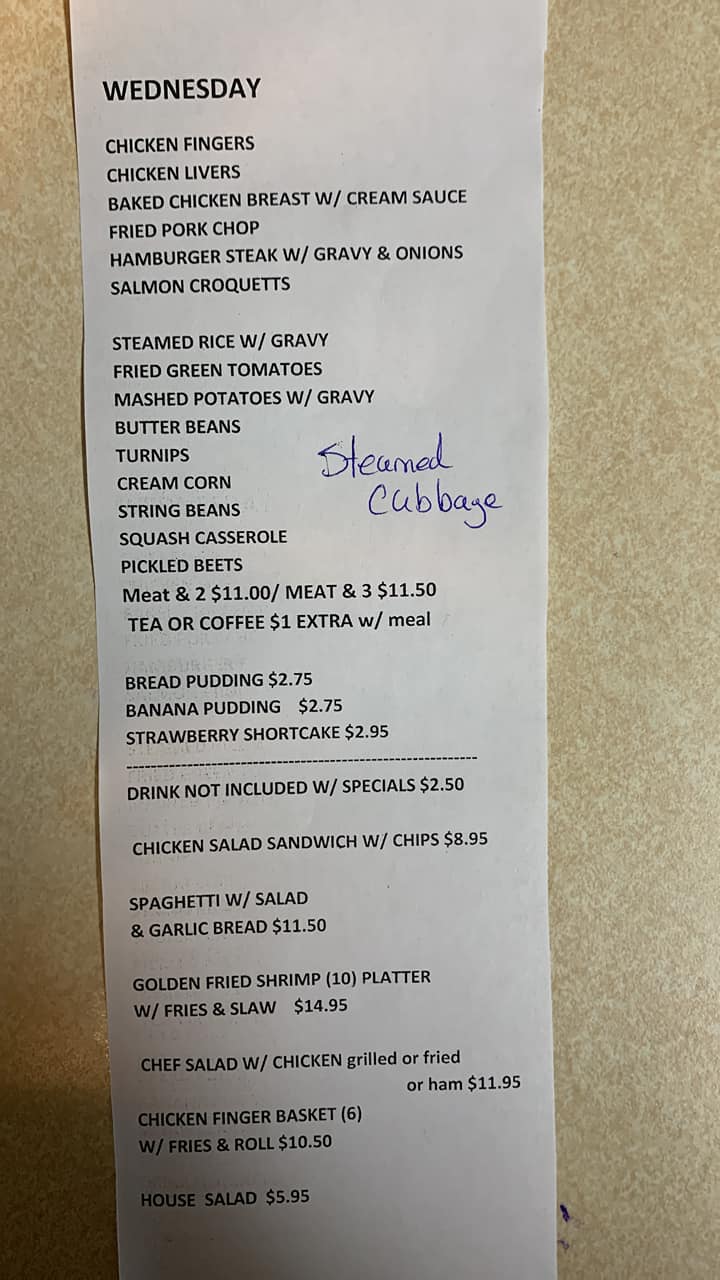 WEDNESDAY
CHICKEN FINGERS
CHICKEN LIVERS
BAKED CHICKEN BREAST W/ CREAM SAUCE
FRIED PORK CHOP
HAMBURGER STEAK W/ GRAVY & ONIONS
SALMON CROQUETTS
STEAMED RICE W/ GRAVY
FRIED GREEN TOMATOES
MASHED POTATOES W/ GRAVY
BUTTER BEANS
TURNIPS
CREAM CORN
STRING BEANS
SQUASH CASSEROLE
PICKLED BEETS
Steamed
Cabbage
Meat & 2 $11.00/ MEAT & 3 $11.50
TEA OR COFFEE $1 EXTRA w/ meal
BREAD PUDDING $2.75
BANANA PUDDING $2.75
STRAWBERRY SHORTCAKE $2.95
------------------------------------------------------------
DRINK NOT INCLUDED W/ SPECIALS $2.50
CHICKEN SALAD SANDWICH W/ CHIPS $8.95
SPAGHETTI W/ SALAD
& GARLIC BREAD $11.50
GOLDEN FRIED SHRIMP (10) PLATTER
W/ FRIES & SLAW $14.95
CHEF SALAD W/ CHICKEN grilled or fried
or ham $11.95
CHICKEN FINGER BASKET (6)
W/ FRIES & ROLL $10.50
HOUSE SALAD $5.95